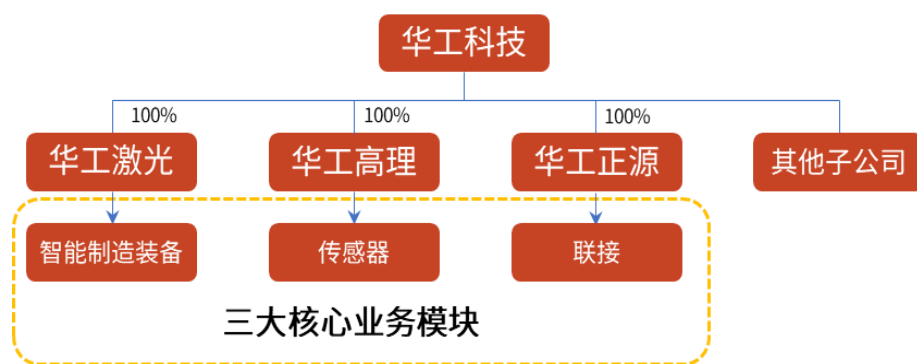 华工科技
100%
100%
100%
华工激光
华工高理
华工正源
其他子公司
智能制造装备
传感器
联接
三大核心业务模块